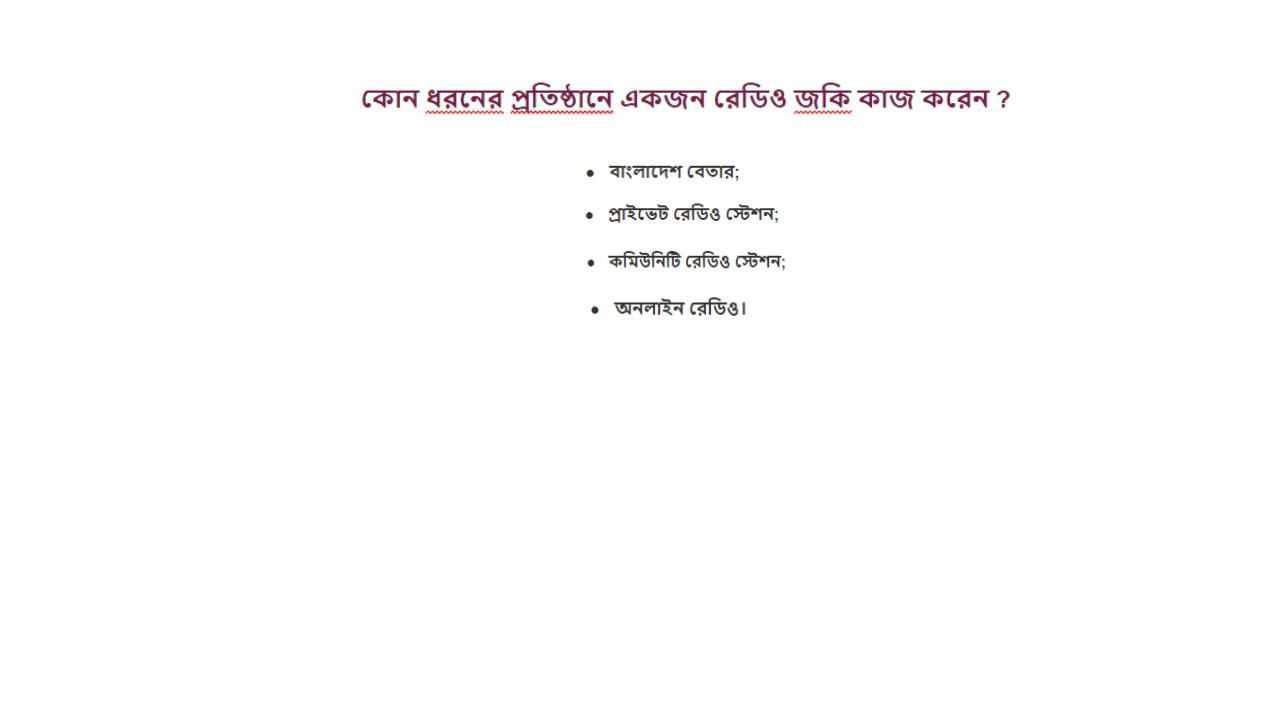 কোন ধরনের প্রতিষ্ঠানে একজন রেডিও জকি কাজ করেন ?
• বাংলাদেশ বেতার;
• প্রাইভেট রেডিও স্টেশন;
• কমিউনিটি রেডিও স্টেশন;
• অনলাইন রেডিও।